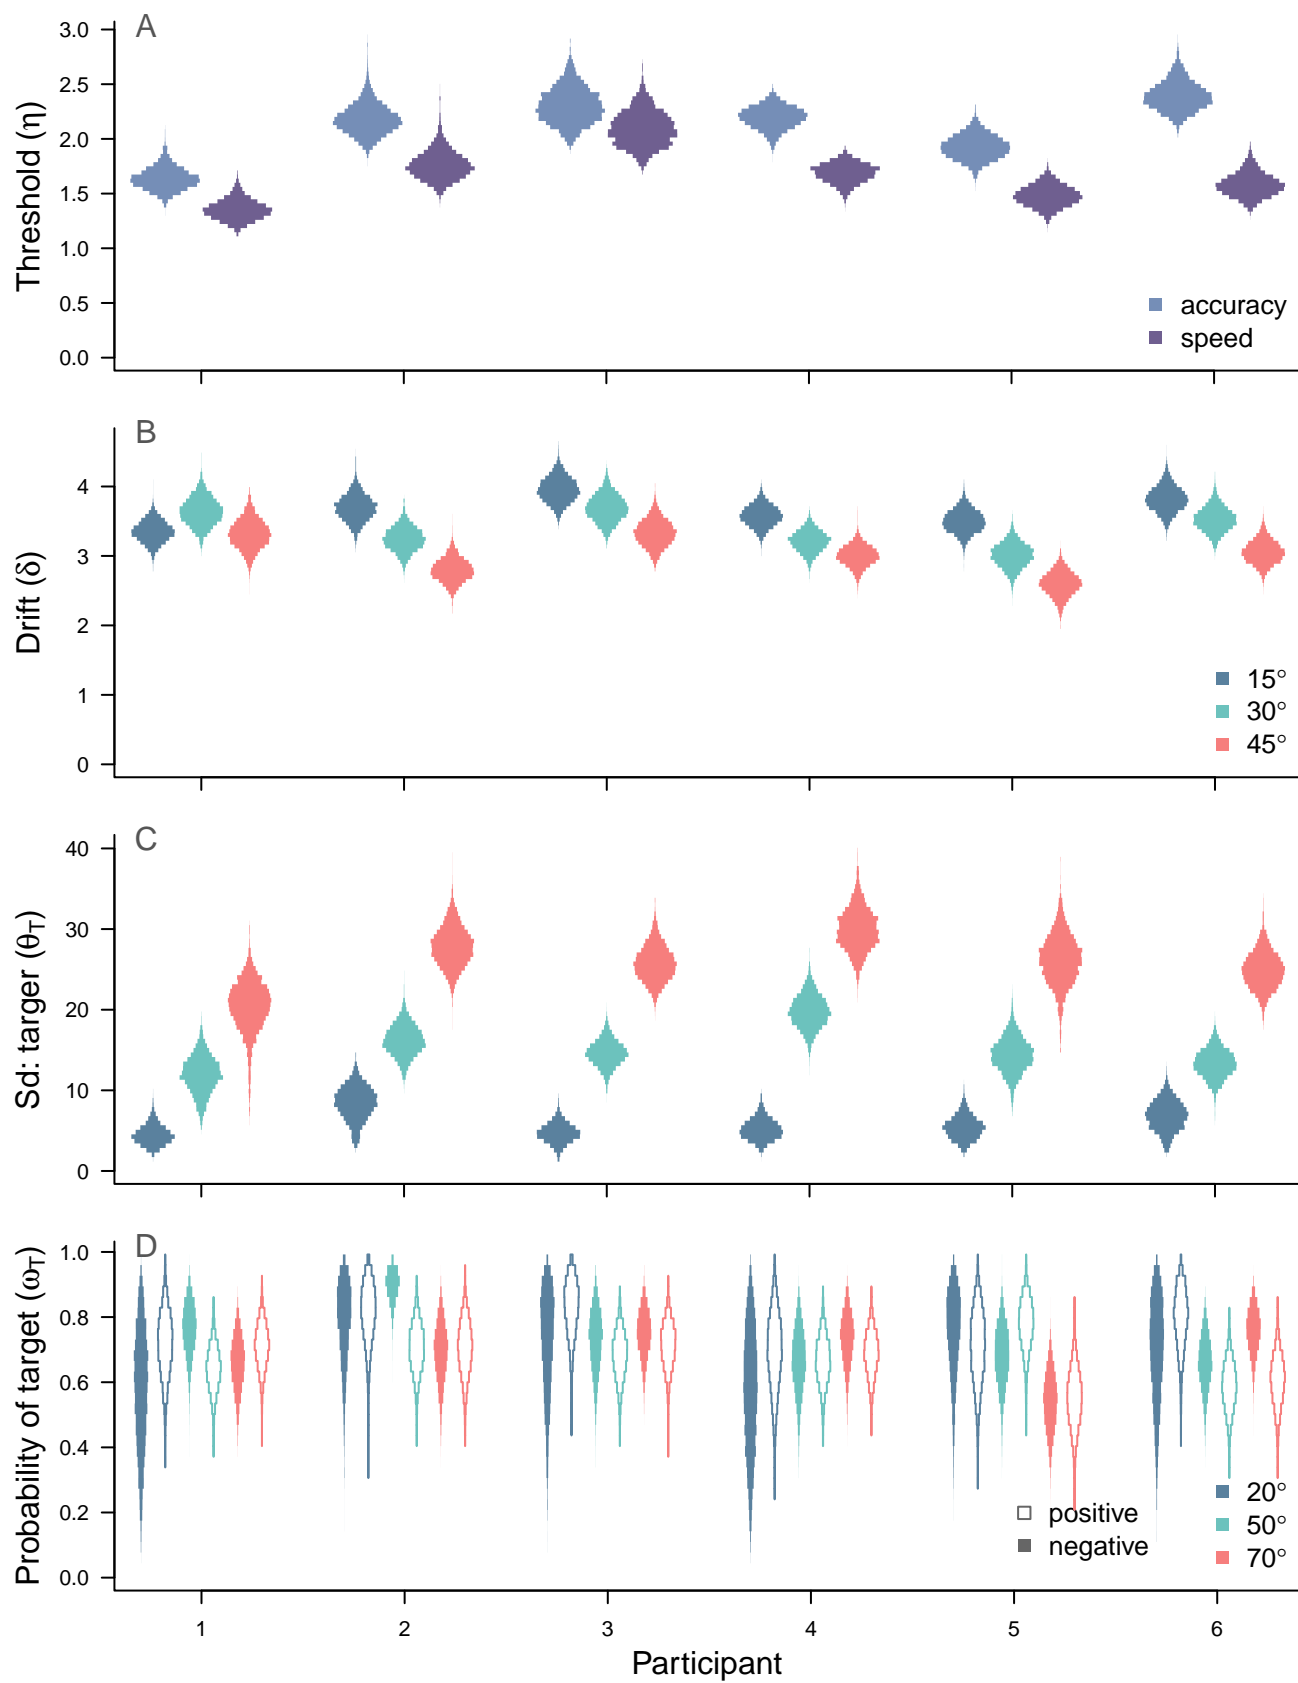 A
Threshold (η)
3.0
2.5
2.0
1.5
1.0
0.5
0.0
accuracy
speed
B
Drift (δ)
4
3
2
1
0
15°
30°
45°
C
Sd: targer (θT)
40
30
20
10
0
D
Probability of target (ωT)
1.0
0.8
0.6
0.4
0.2
0.0
positive
negative
20°
50°
70°
1 2 3 4 5 6
Participant